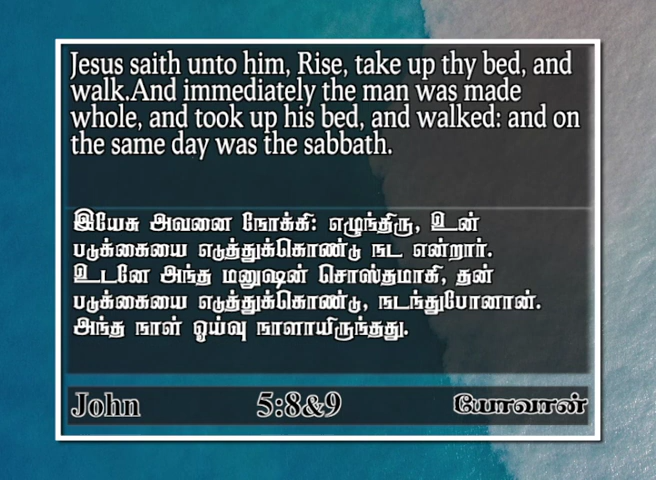 Jesus saith unto him, Rise, take up thy bed, and
walk.And immediately the man was made
whole, and took up his bed, and walked: and on
the same day was the sabbath.
இயேசு அவனை நோக்கி: எழுந்திரு, உன்
படுக்கையை எடுத்துக்கொண்டு நட என்றார்.
உடனே அந்த மனுஷன் சொஸ்தமாகி, தன்
படுக்கையை எடுத்துக்கொண்டு, நடந்துபோனான்.
அந்த நாள் ஓய்வு நாளாயிருந்தது.
John 5:8&9 யோவான்